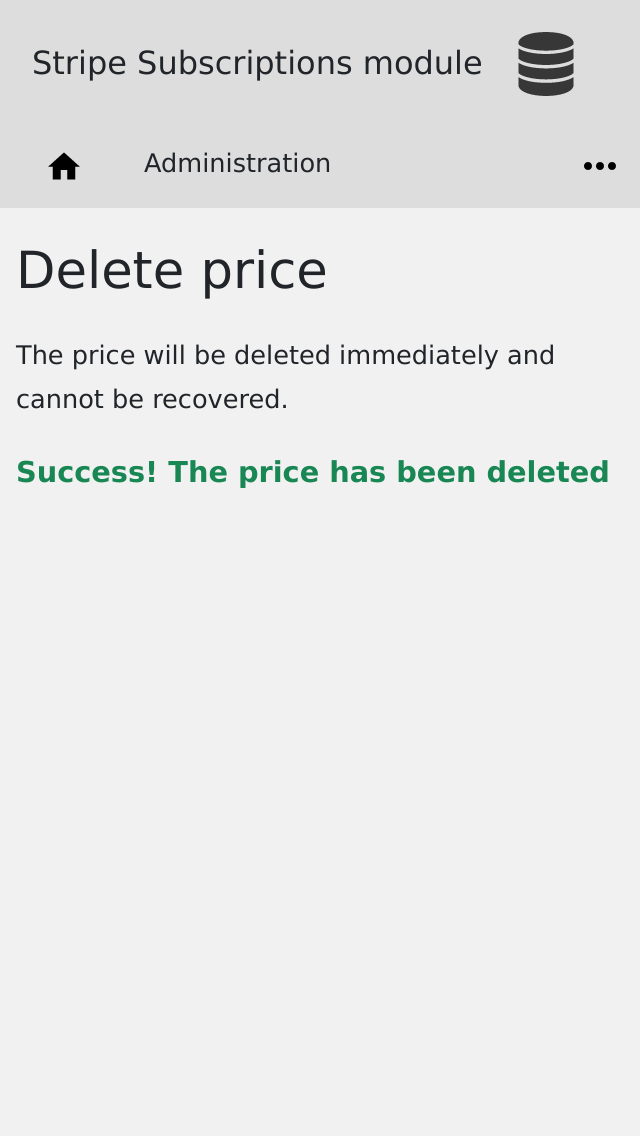 Stripe Subscriptions module
Administration
Delete price
The price will be deleted immediately and
cannot be recovered.
Success! The price has been deleted